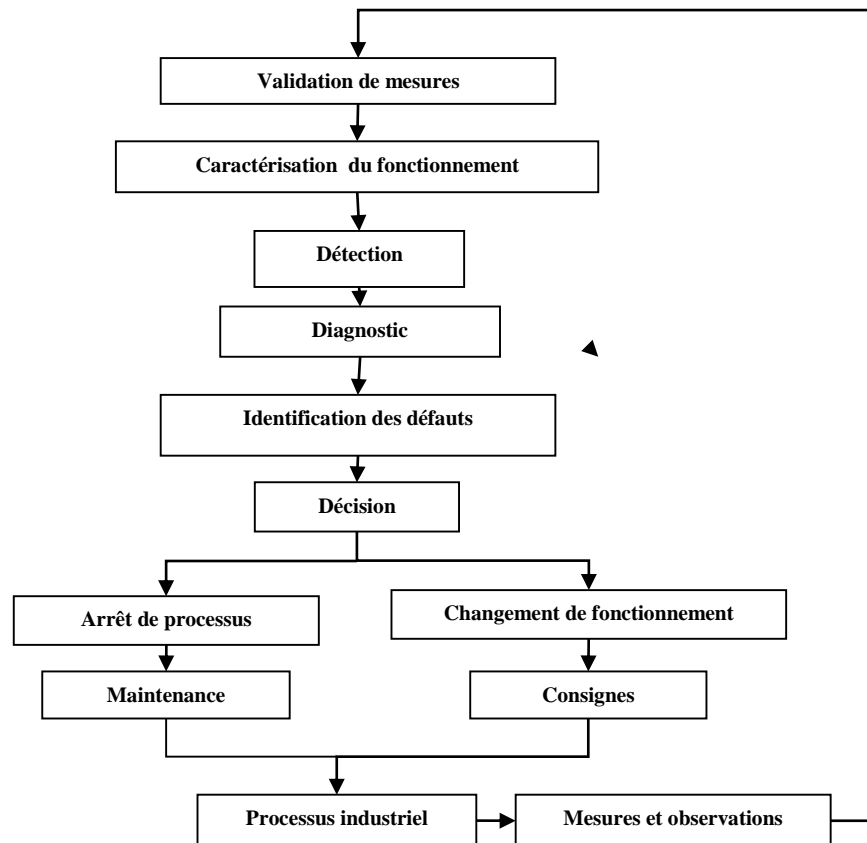 Validation de mesures
Caractérisation du fonctionnement
Détection
Diagnostic
Identification des défauts
Décision
Arrêt de processus
Changement de fonctionnement
Maintenance
Consignes
Processus industriel
Mesures et observations